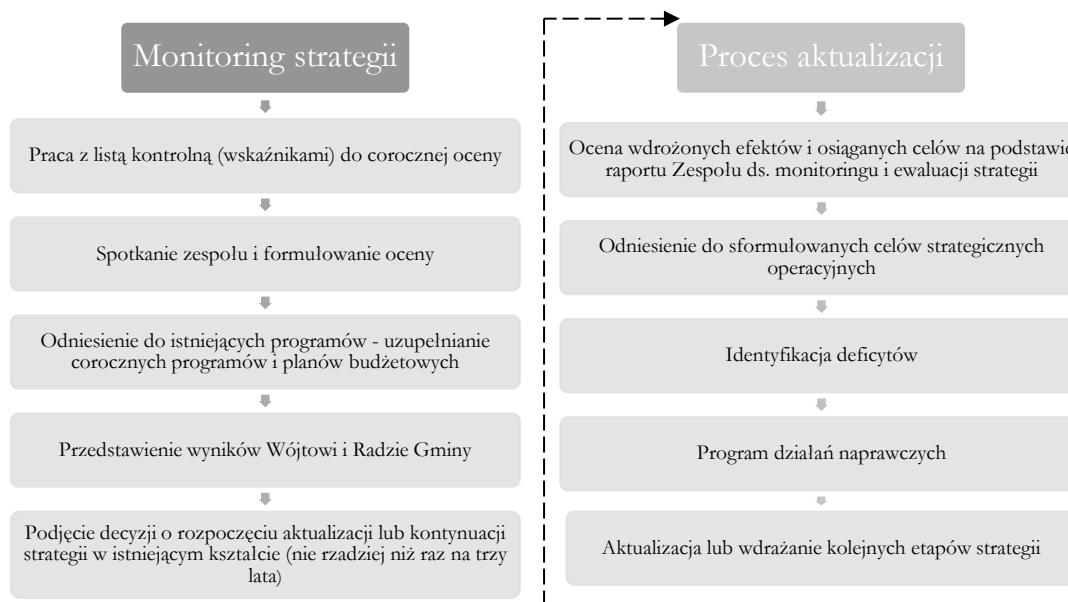 Monitoring strategii
Praca z listą kontrolną (wskaźnikami) do corocznej oceny
Spotkanie zespołu i formułowanie oceny
Odniesienie do istniejących programów - uzupełnianie
corocznych programów i planów budżetowych
Przedstawienie wyników Wójtowi i Radzie Gminy
Podjęcie decyzji o rozpoczęciu aktualizacji lub kontynuacji
strategii w istniejącym kształcie (nie rzadziej niż raz na trzy
lata)
Proces aktualizacji
Ocena wdrożonych efektów i osiąganych celów na podstawie
raportu Zespołu ds. monitoringu i ewaluacji strategii
Odniesienie do sformułowanych celów strategicznych
operacyjnych
Identyfikacja deficytów
Program działań naprawczych
Aktualizacja lub wdrażanie kolejnych etapów strategii